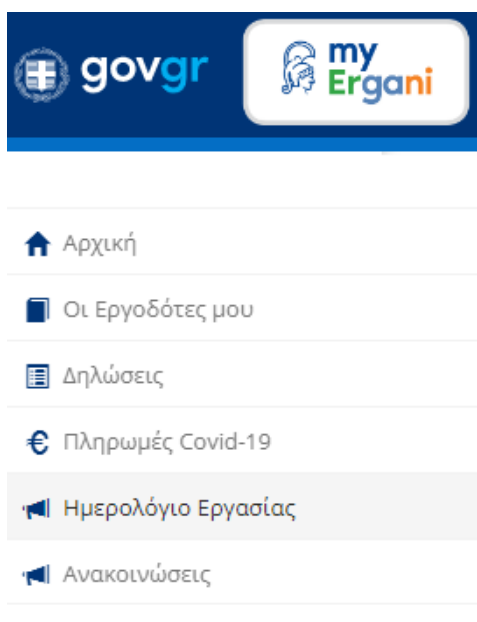 govgr
my
Ergani
Αρχική
Οι Εργοδότες μου
Δηλώσεις
€ Πληρωμές Covid-19
Ημερολόγιο Εργασίας
Ανακοινώσεις